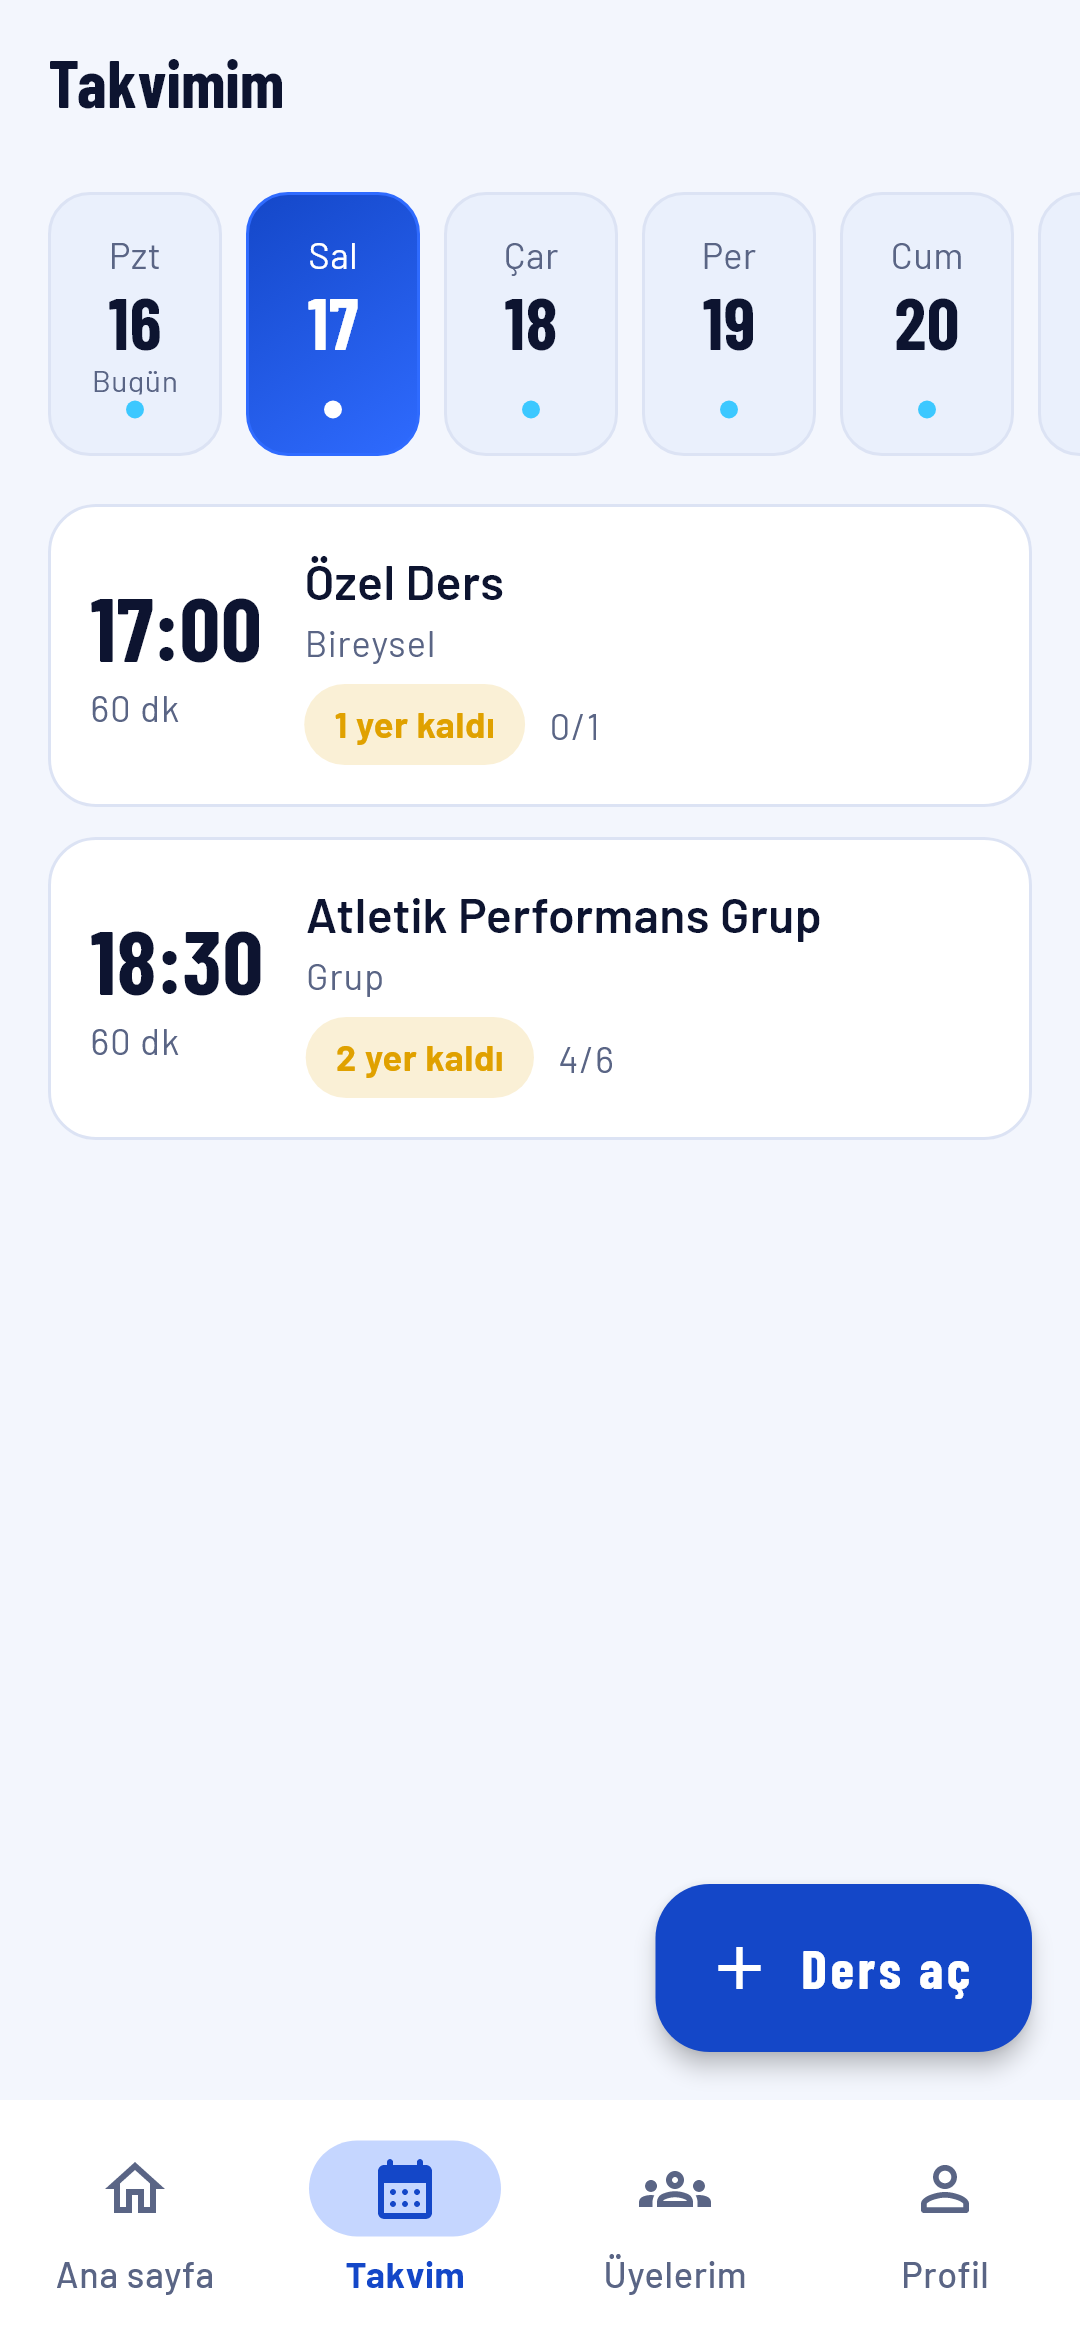 Takvimim
Pzt
16
Bugün
Sal
17
Çar
18
Per
19
Cum
20
17:00
60 dk
Özel Ders
Bireysel
1 yer kaldı
0/1
18:30
60 dk
Atletik Performans Grup
Grup
2 yer kaldı
4/6
Ders aç
Ana sayfa
Takvim
Üyelerim
Profil